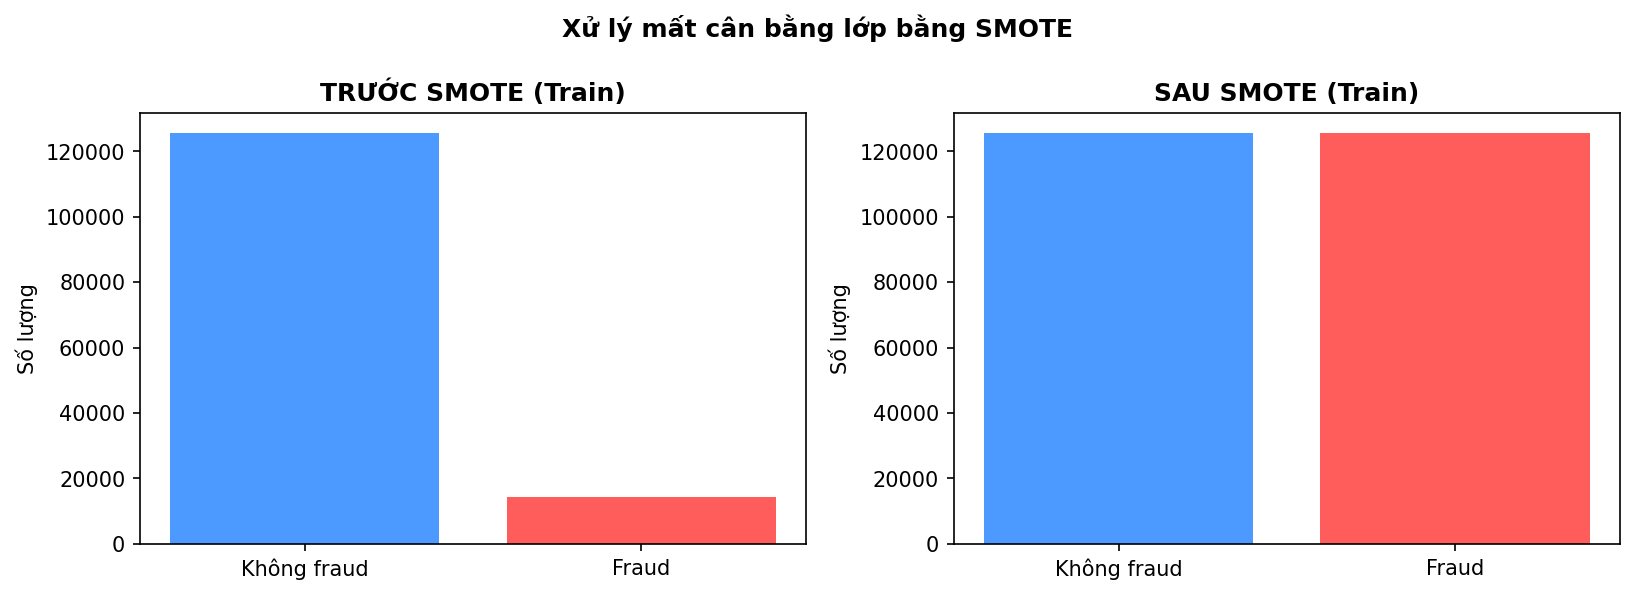 Xử lý mất cân bằng lớp bằng SMOTE
TRƯỚC SMOTE (Train)
Số lượng
120000
100000
80000
60000
40000
20000
0
Không fraud
Fraud
SAU SMOTE (Train)
Số lượng
120000
100000
80000
60000
40000
20000
0
Không fraud
Fraud